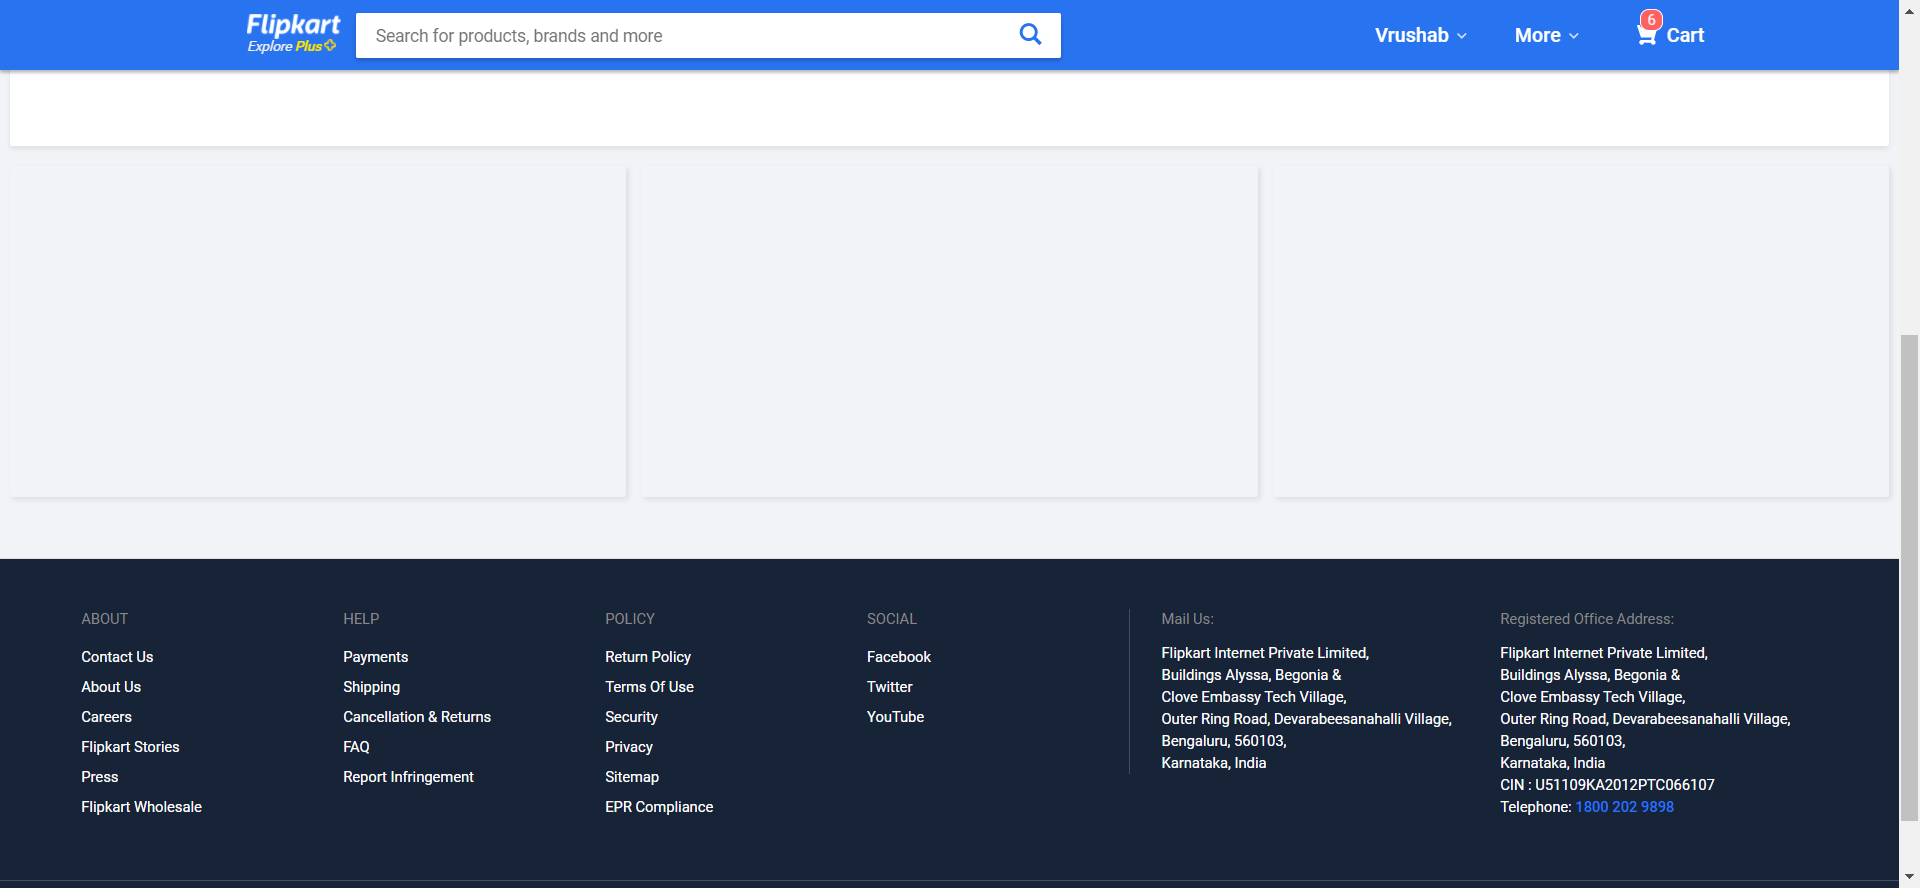 Flipkart
Explore Plus
Search for products, brands and more
Vrushab
More
6
Cart
ABOUT
Contact Us
About Us
Careers
Flipkart Stories
Press
Flipkart Wholesale
HELP
Payments
Shipping
Cancellation & Returns
FAQ
Report Infringement
POLICY
Return Policy
Terms Of Use
Security
Privacy
Sitemap
EPR Compliance
SOCIAL
Facebook
Twitter
YouTube
Mail Us:
Flipkart Internet Private Limited,
Buildings Alyssa, Begonia &
Clove Embassy Tech Village,
Outer Ring Road, Devarabeesanahalli Village,
Bengaluru, 560103,
Karnataka, India
Registered Office Address:
Flipkart Internet Private Limited,
Buildings Alyssa, Begonia &
Clove Embassy Tech Village,
Outer Ring Road, Devarabeesanahalli Village,
Bengaluru, 560103,
Karnataka, India
CIN : U51109KA2012PTC066107
Telephone: 1800 202 9898